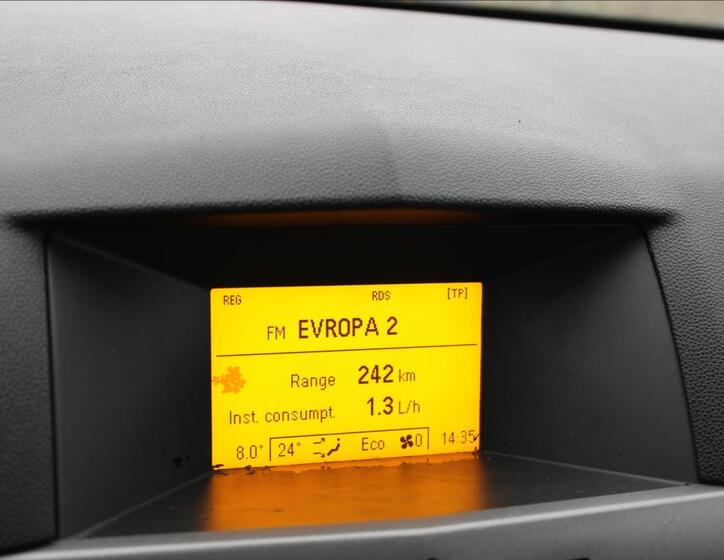 REG RDS [TP]
FM EVROPA 2
Range 242 km
Inst. consumpt. 1.3 L/h
8.0° 24° Eco 0 14:35